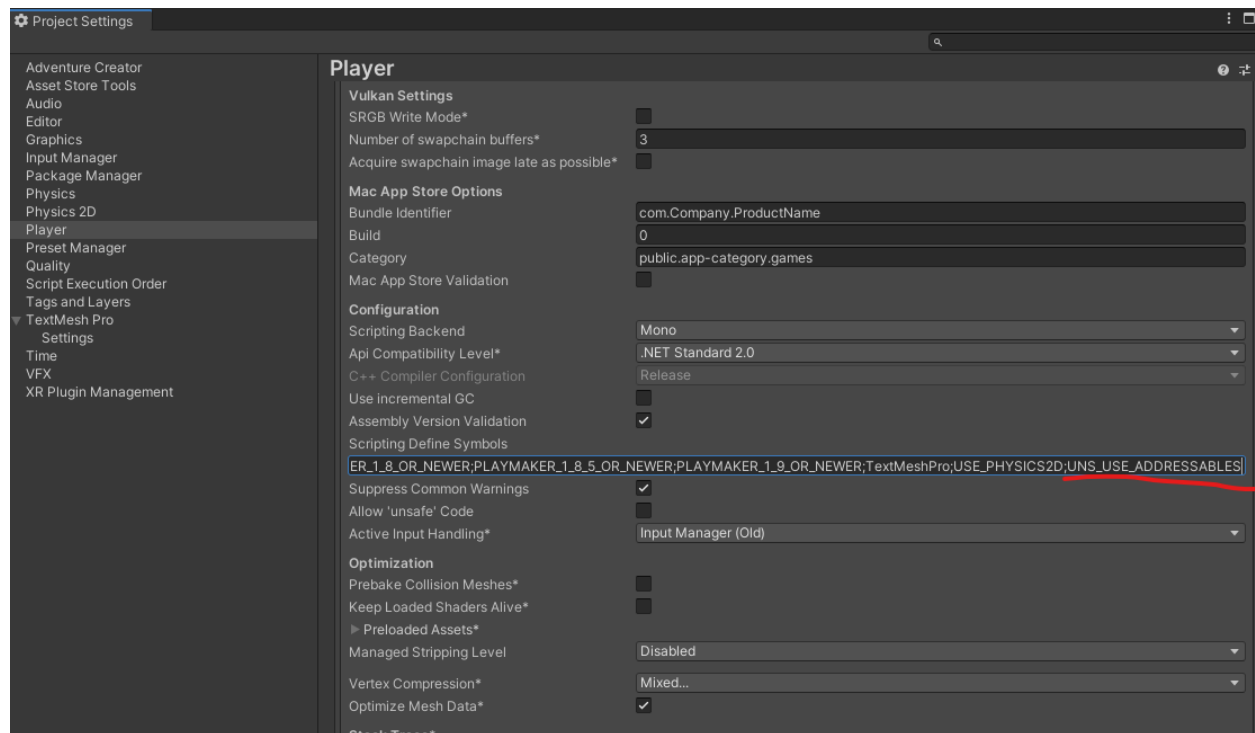 Project Settings
Adventure Creator
Asset Store Tools
Audio
Editor
Graphics
Input Manager
Package Manager
Physics
Physics 2D
Player
Preset Manager
Quality
Script Execution Order
Tags and Layers
TextMesh Pro
Settings
Time
VFX
XR Plugin Management
Player
Vulkan Settings
SRGB Write Mode*
Number of swapchain buffers* 3
Acquire swapchain image late as possible*
Mac App Store Options
Bundle Identifier com.Company.ProductName
Build 0
Category public.app-category.games
Mac App Store Validation
Configuration
Scripting Backend Mono
Api Compatibility Level* .NET Standard 2.0
C++ Compiler Configuration Release
Use incremental GC
Assembly Version Validation
Scripting Define Symbols
ER_1_8_OR_NEWER;PLAYMAKER_1_8_5_OR_NEWER;PLAYMAKER_1_9_OR_NEWER;TextMeshPro;USE_PHYSICS2D;UNS_USE_ADDRESSABLES
Suppress Common Warnings
Allow 'unsafe' Code
Active Input Handling* Input Manager (Old)
Optimization
Prebake Collision Meshes*
Keep Loaded Shaders Alive*
Preloaded Assets*
Managed Stripping Level Disabled
Vertex Compression* Mixed...
Optimize Mesh Data*
Stack Trace*